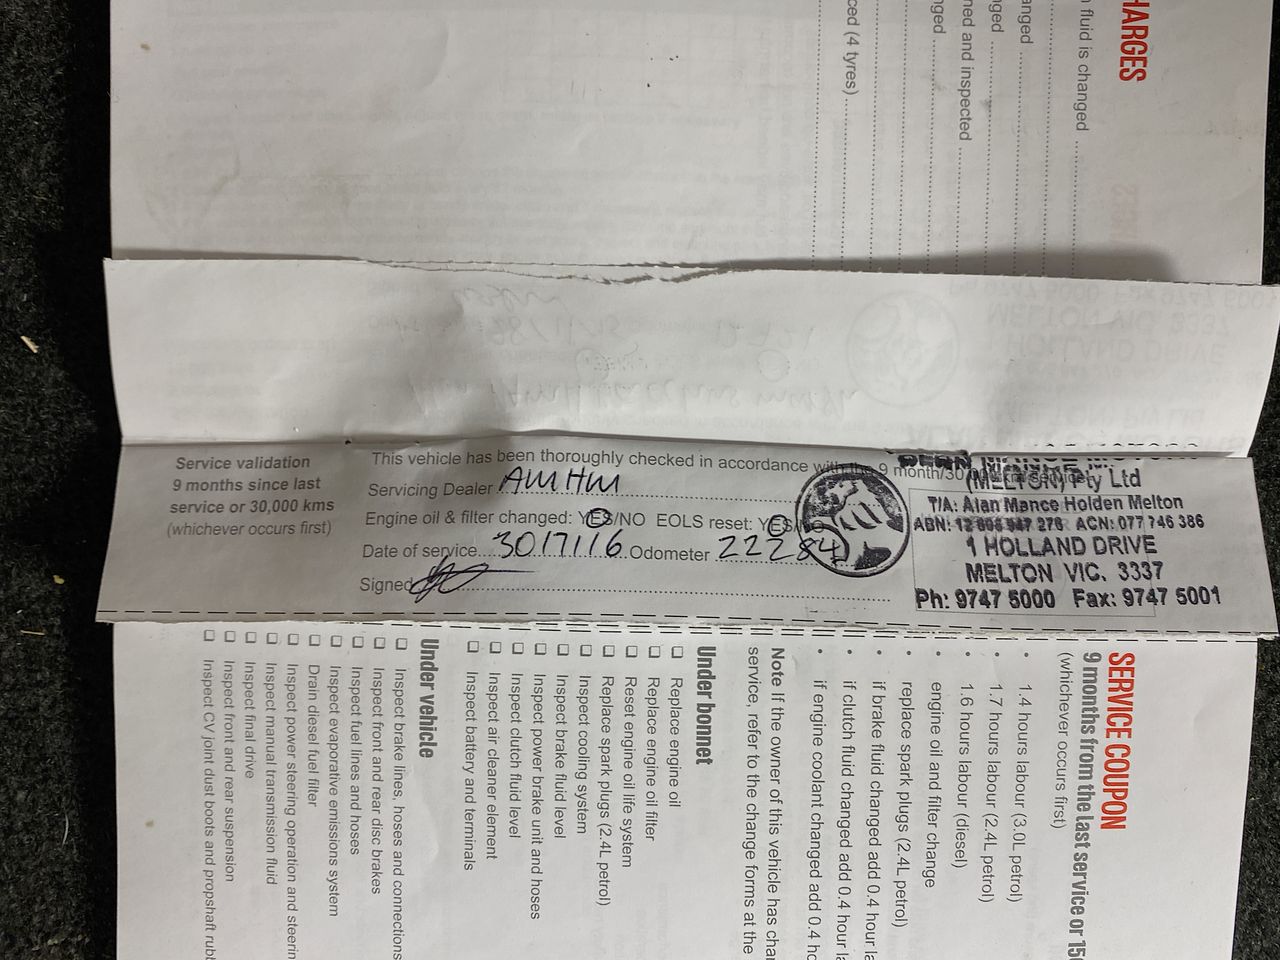 HARGES
n fluid is changed
anged
nged
ned and inspected
nged
ced (4 tyres)
Service validation
9 months since last
service or 30,000 kms
(whichever occurs first)
This vehicle has been thoroughly checked in accordance with the 9 month/30
Servicing Dealer AMHM
Engine oil & filter changed: YES/NO EOLS reset: YES/NO
Date of service 30/7/16 Odometer 22284
Signed
(MELTON) Pty Ltd
T/A: Alan Mance Holden Melton
ABN: 12 ACN: 077 746 386
1 HOLLAND DRIVE
MELTON VIC. 3337
Ph: 9747 5000 Fax: 9747 5001
SERVICE COUPON
9 months from the last service or 15
(whichever occurs first)
• 1.4 hours labour (3.0L petrol)
• 1.7 hours labour (2.4L petrol)
• 1.6 hours labour (diesel)
• engine oil and filter change
• replace spark plugs (2.4L petrol)
• if brake fluid changed add 0.4 hour la
• if clutch fluid changed add 0.4 hour la
• if engine coolant changed add 0.4 ho
Note If the owner of this vehicle has char
service, refer to the change forms at the
Under bonnet
Replace engine oil
Replace engine oil filter
Reset engine oil life system
Replace spark plugs (2.4L petrol)
Inspect cooling system
Inspect brake fluid level
Inspect power brake unit and hoses
Inspect clutch fluid level
Inspect air cleaner element
Inspect battery and terminals
Under vehicle
Inspect brake lines, hoses and connections
Inspect front and rear disc brakes
Inspect fuel lines and hoses
Inspect evaporative emissions system
Drain diesel fuel filter
Inspect power steering operation and steerin
Inspect manual transmission fluid
Inspect final drive
Inspect front and rear suspension
Inspect CV joint dust boots and propshaft rubb